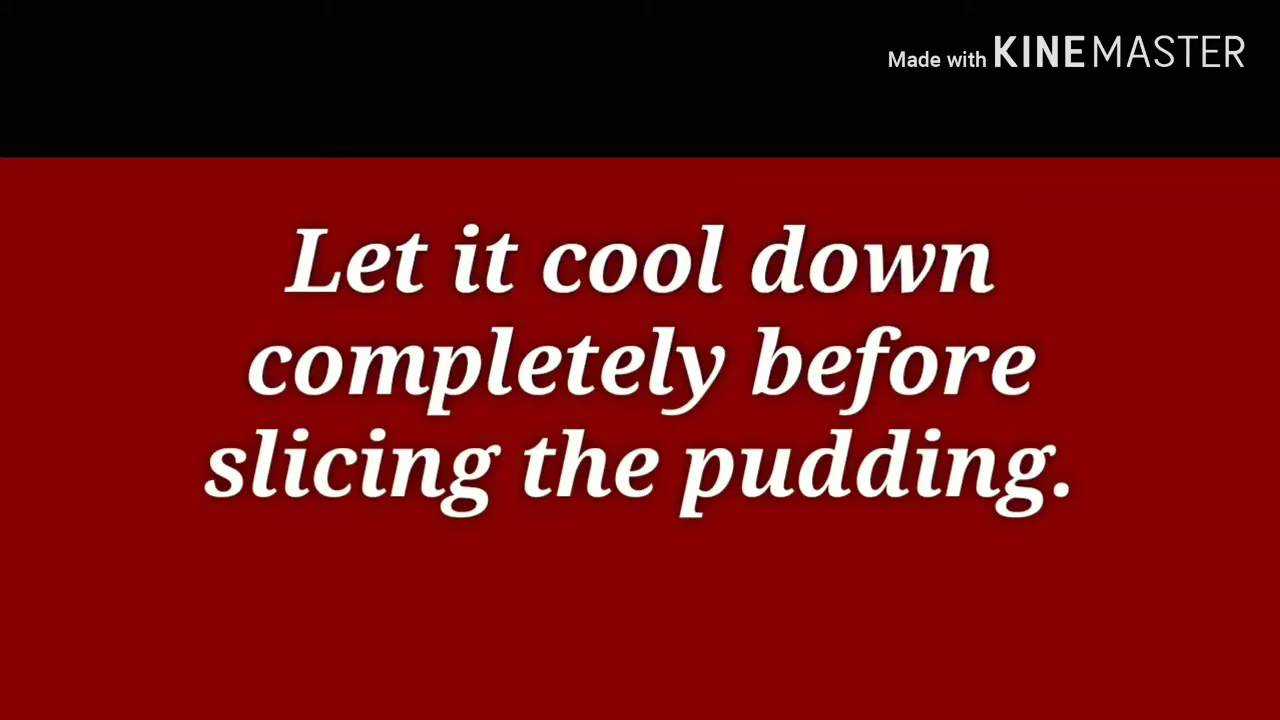 Made with KINEMASTER
Let it cool down
completely before
slicing the pudding.